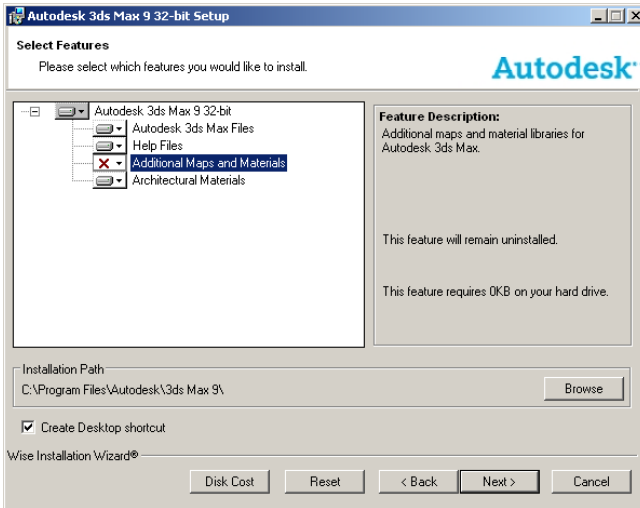 Autodesk 3ds Max 9 32-bit Setup
Select Features
Please select which features you would like to install.
Autodesk
Autodesk 3ds Max 9 32-bit
Autodesk 3ds Max Files
Help Files
Additional Maps and Materials
Architectural Materials
Feature Description:
Additional maps and material libraries for
Autodesk 3ds Max.
This feature will remain uninstalled.
This feature requires 0KB on your hard drive.
Installation Path
C:\Program Files\Autodesk\3ds Max 9\
Browse
Create Desktop shortcut
Wise Installation Wizard®
Disk Cost
Reset
< Back
Next >
Cancel